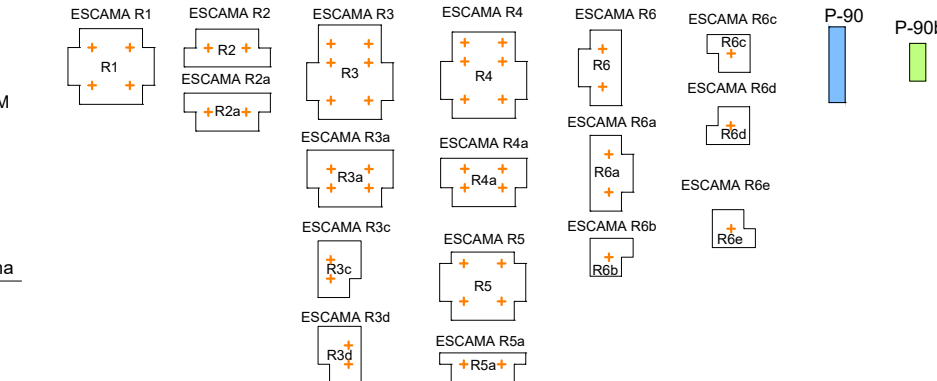 ESCAMA R1
R1
ESCAMA R2
R2
ESCAMA R2a
R2a
ESCAMA R3
R3
ESCAMA R3a
R3a
ESCAMA R3c
R3c
ESCAMA R3d
R3d
ESCAMA R4
R4
ESCAMA R4a
R4a
ESCAMA R5
R5
ESCAMA R5a
R5a
ESCAMA R6
R6
ESCAMA R6a
R6a
ESCAMA R6b
R6b
ESCAMA R6c
R6c
ESCAMA R6d
R6d
ESCAMA R6e
R6e
P-90
P-90b
M
na